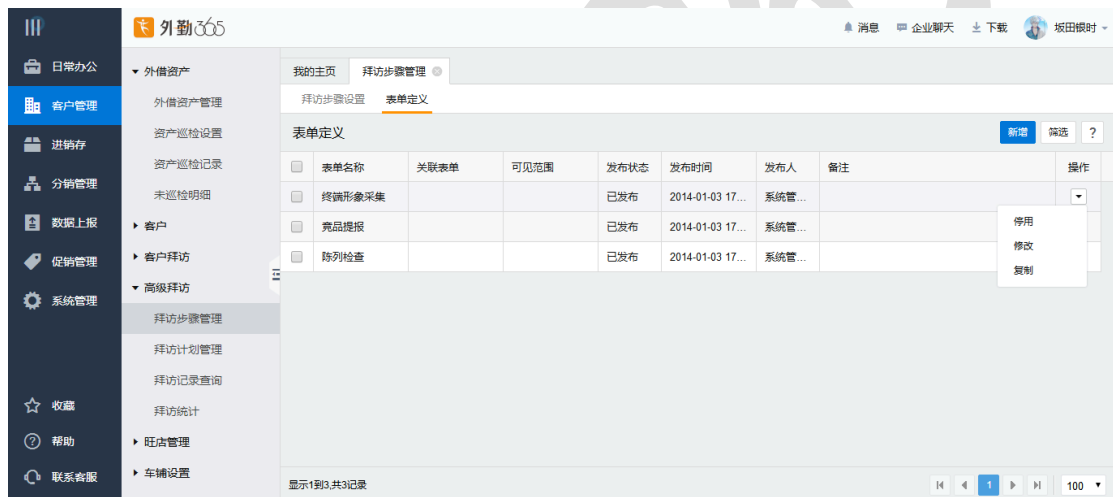 外勤365
消息 企业聊天 下载 坂田银时
日常办公
客户管理
进销存
分销管理
数据上报
促销管理
系统管理
收藏
帮助
联系客服
外借资产
外借资产管理
资产巡检设置
资产巡检记录
未巡检明细
客户
客户拜访
高级拜访
拜访步骤管理
拜访计划管理
拜访记录查询
拜访统计
旺店管理
车辅设置
我的主页 拜访步骤管理
拜访步骤设置 表单定义
表单定义 新增 筛选 ?
表单名称 关联表单 可见范围 发布状态 发布时间 发布人 备注 操作
终端形象采集 已发布 2014-01-03 17... 系统管...
竞品提报 已发布 2014-01-03 17... 系统管...
陈列检查 已发布 2014-01-03 17... 系统管...
停用
修改
复制
显示1到3,共3记录 1 100